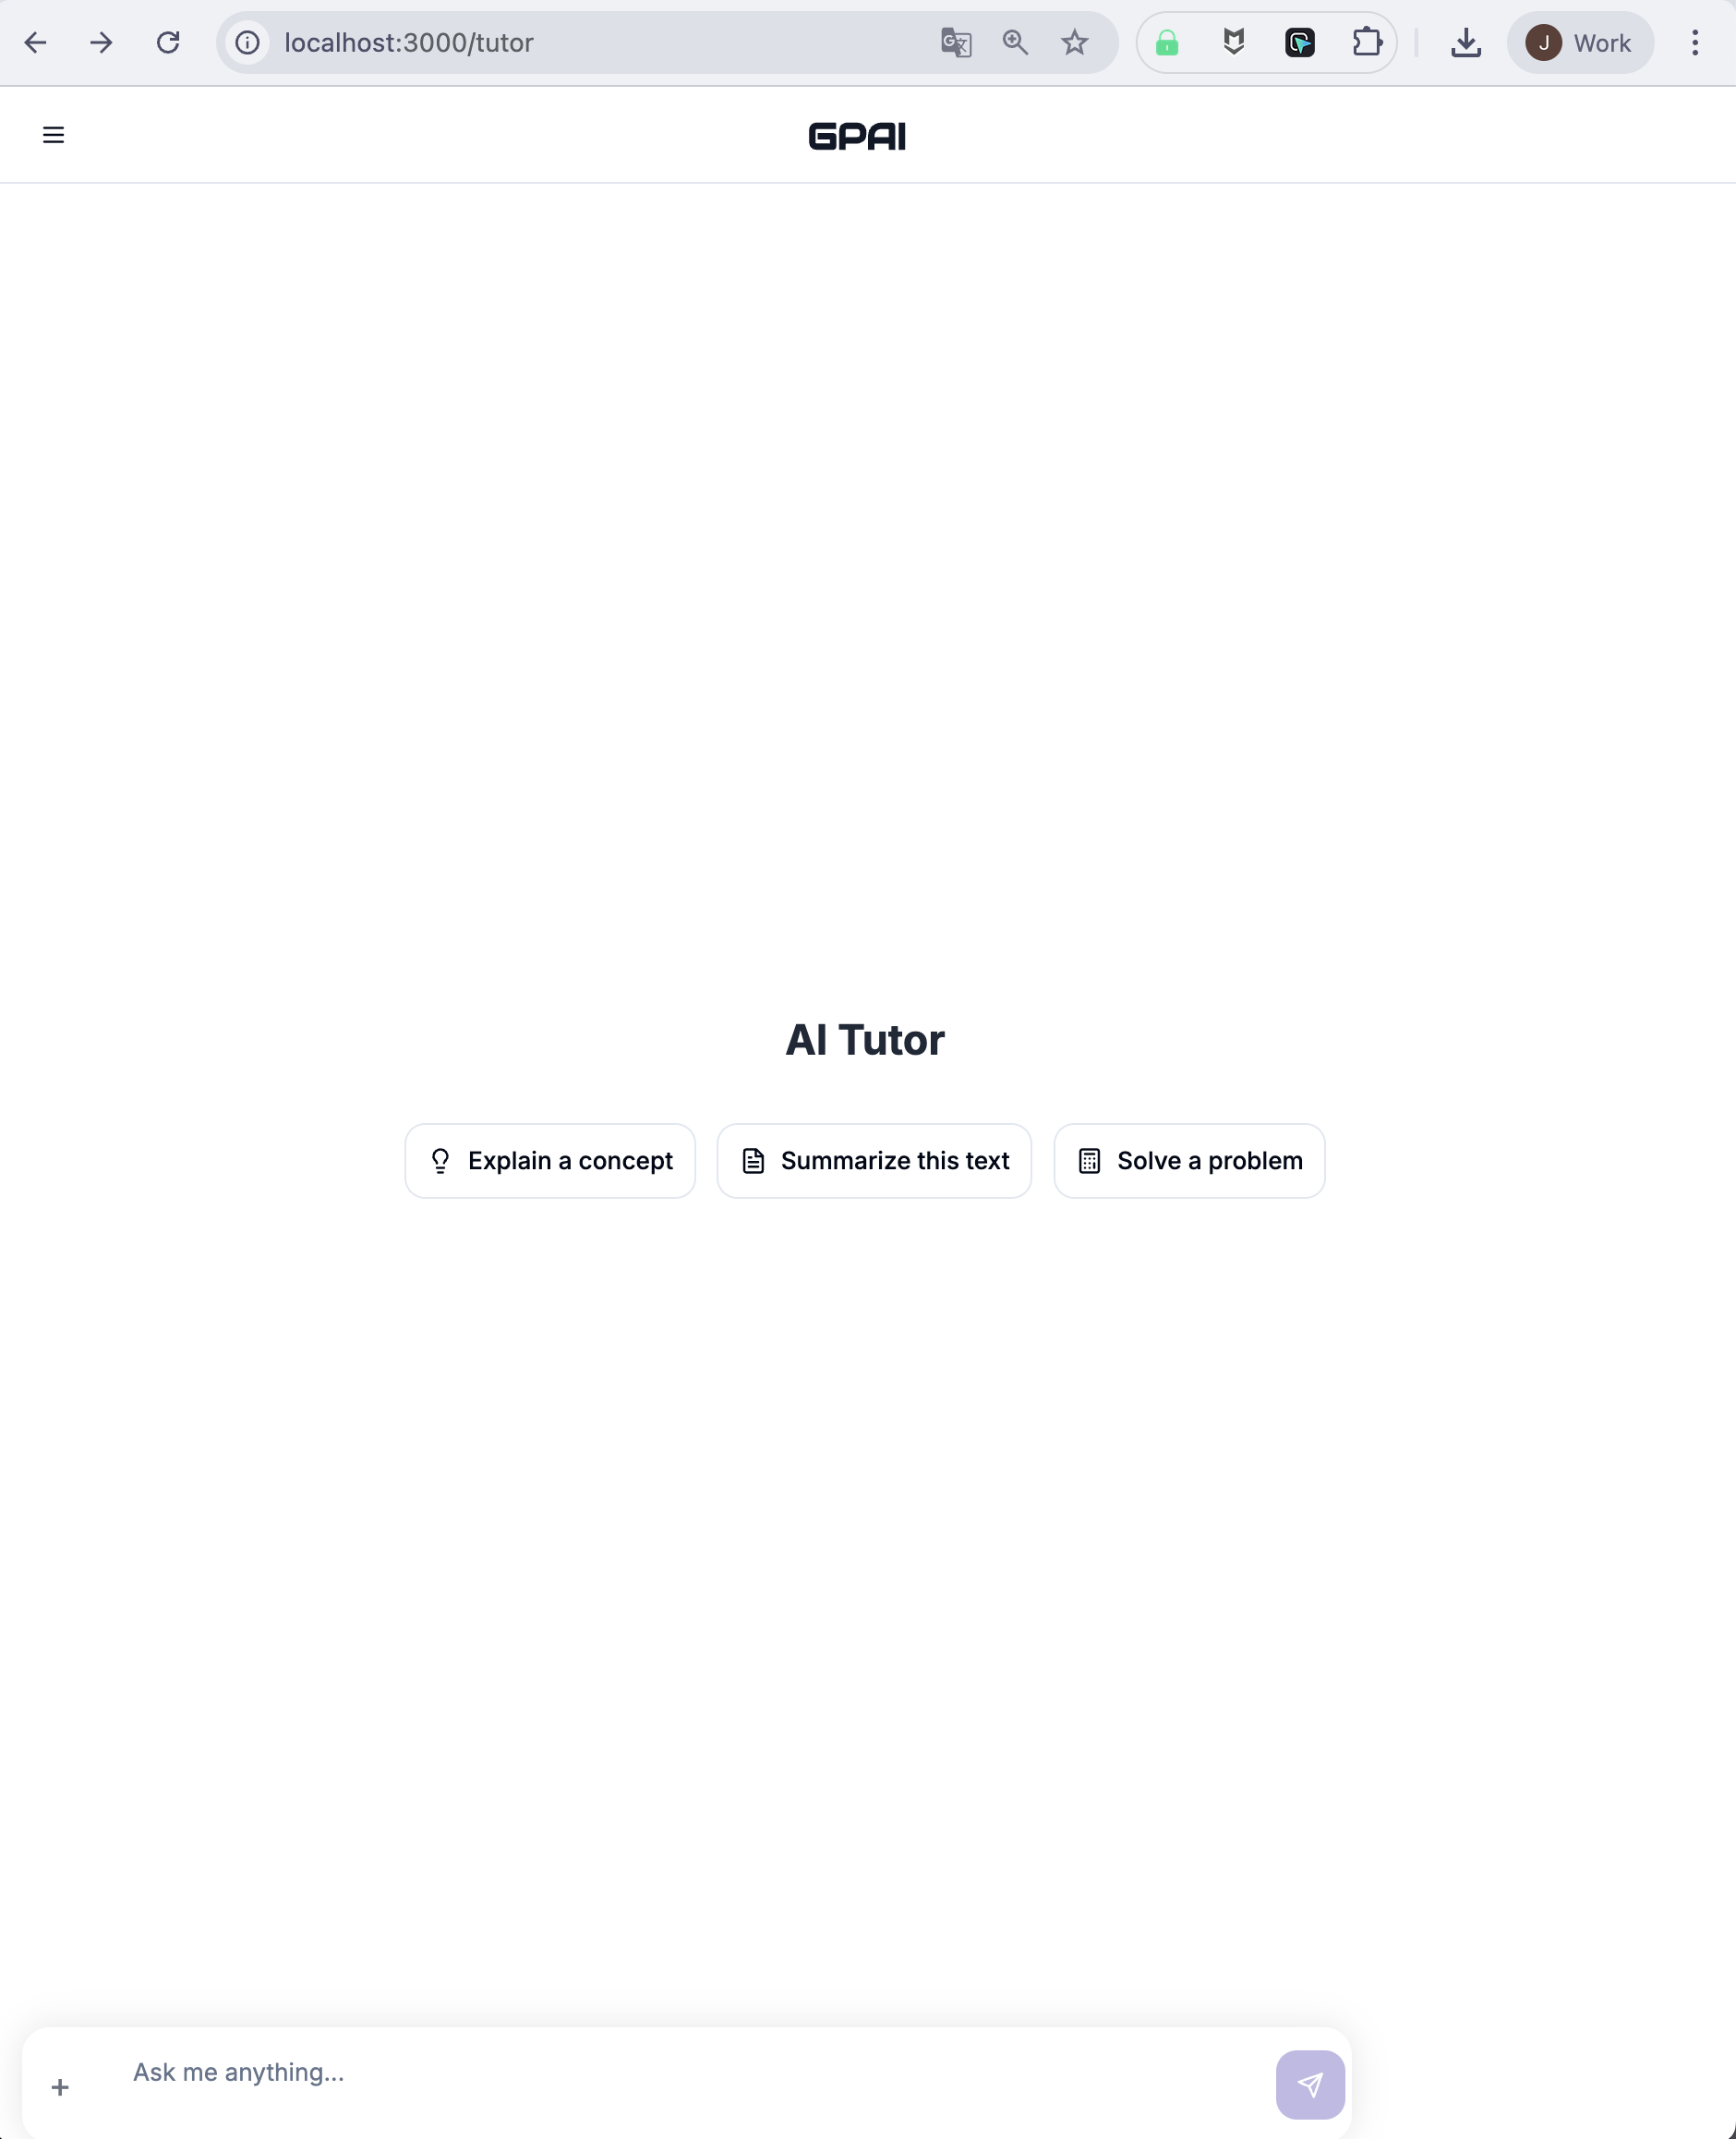 localhost:3000/tutor
J Work
GPAI
AI Tutor
Explain a concept
Summarize this text
Solve a problem
Ask me anything...